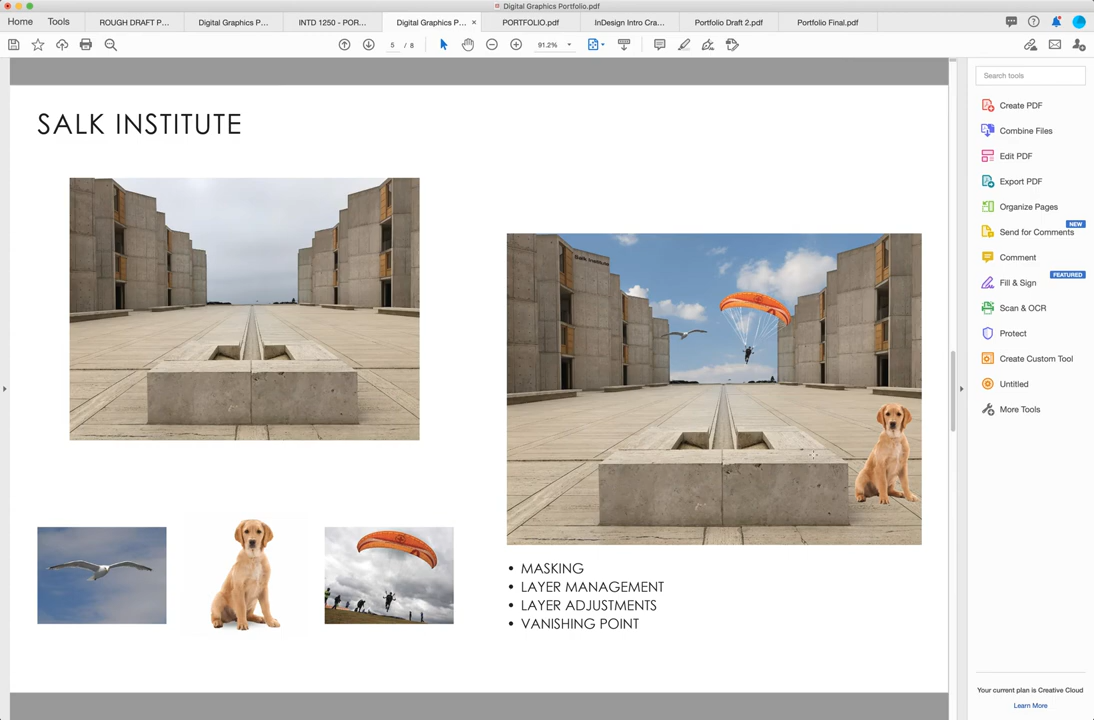 Digital Graphics Portfolio.pdf
Home Tools ROUGH DRAFT P... Digital Graphics P... INTD 1250 - POR... Digital Graphics P... × PORTFOLIO.pdf InDesign Intro Cra... Portfolio Draft 2.pdf Portfolio Final.pdf
5 / 8 91.2%
Search tools
Create PDF
Combine Files
Edit PDF
Export PDF
Organize Pages
NEW
Send for Comments
Comment
FEATURED
Fill & Sign
Scan & OCR
Protect
Create Custom Tool
Untitled
More Tools
Your current plan is Creative Cloud
Learn More
SALK INSTITUTE
Salk Institute
• MASKING
• LAYER MANAGEMENT
• LAYER ADJUSTMENTS
• VANISHING POINT